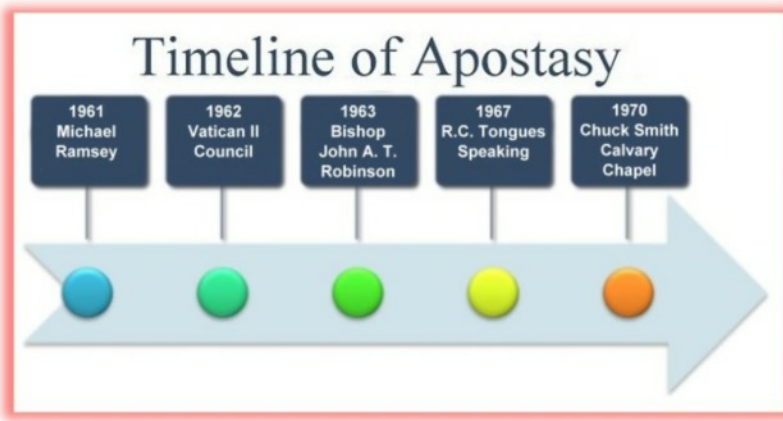 Timeline of Apostasy
1961
Michael
Ramsey
1962
Vatican II
Council
1963
Bishop
John A. T.
Robinson
1967
R.C. Tongues
Speaking
1970
Chuck Smith
Calvary
Chapel